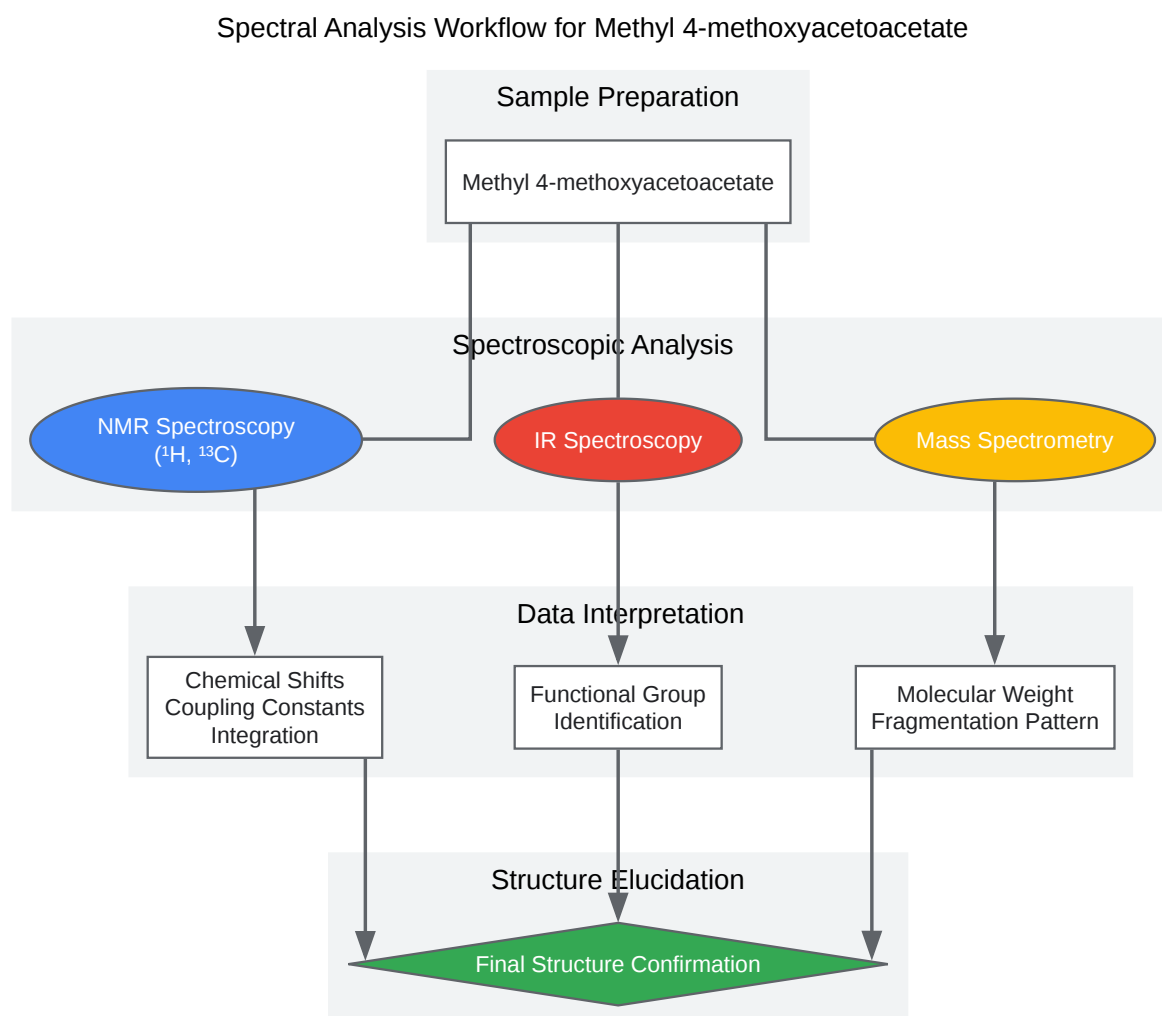 Spectral Analysis Workflow for Methyl 4-methoxyacetoacetate
Sample Preparation
Methyl 4-methoxyacetoacetate
Spectroscopic Analysis
NMR Spectroscopy
(¹H, ¹³C)
IR Spectroscopy
Mass Spectrometry
Data Interpretation
Chemical Shifts
Coupling Constants
Integration
Functional Group
Identification
Molecular Weight
Fragmentation Pattern
Structure Elucidation
Final Structure Confirmation